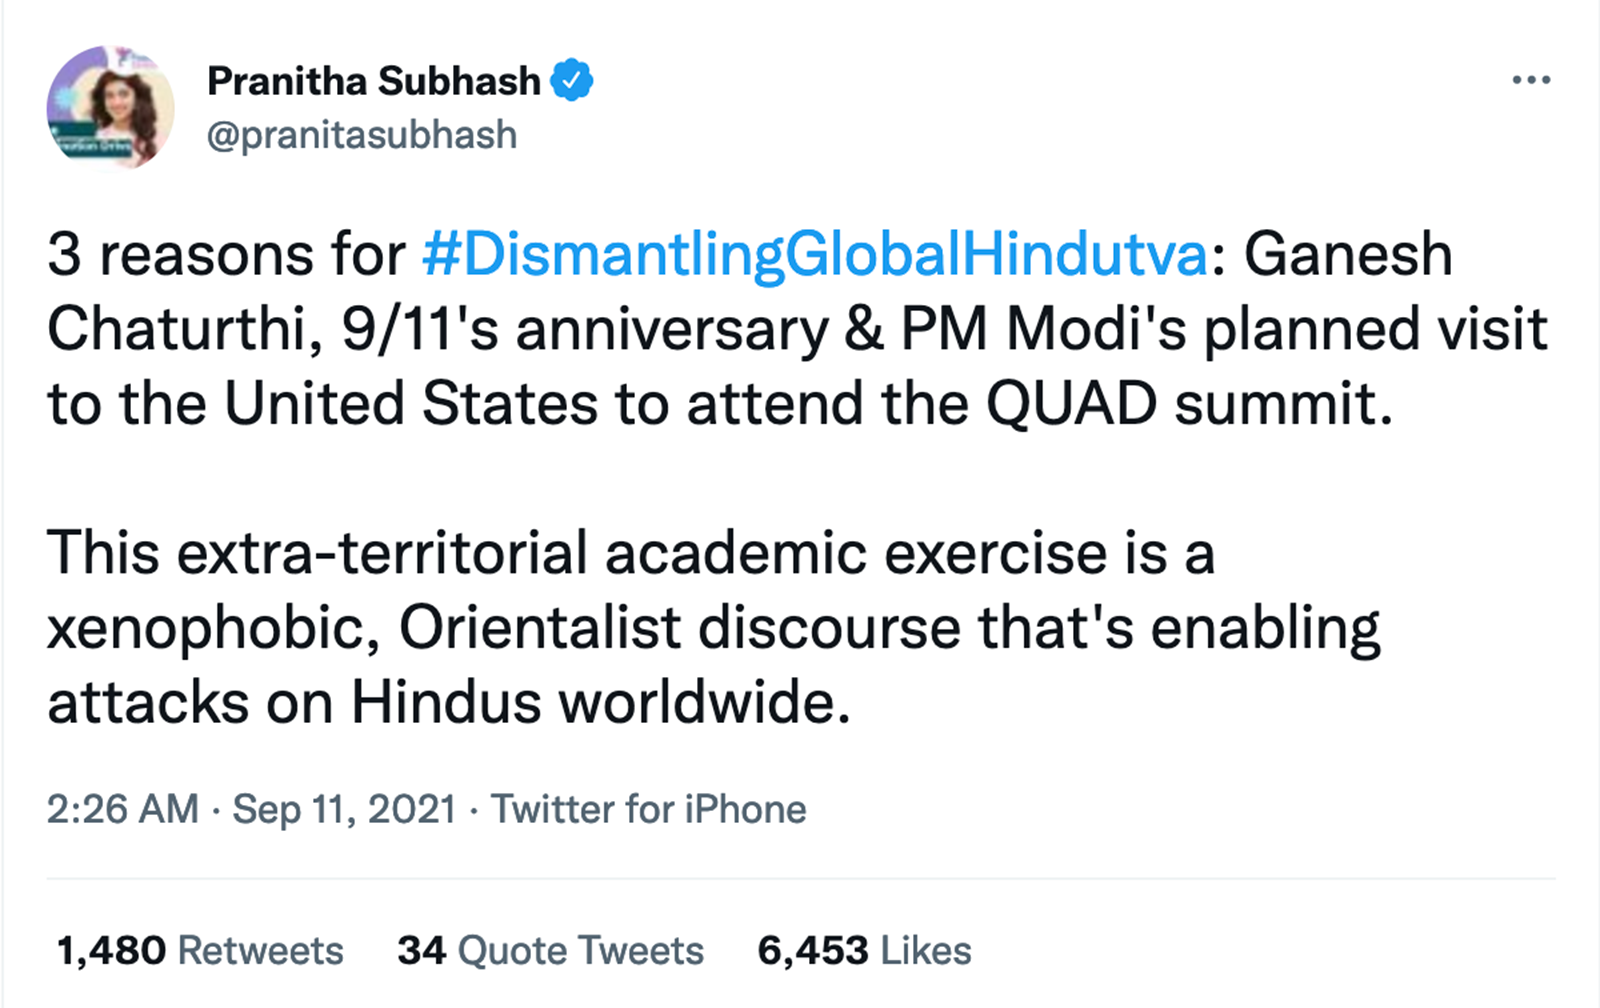 Pranitha Subhash
@pranitasubhash
3 reasons for #DismantlingGlobalHindutva: Ganesh
Chaturthi, 9/11's anniversary & PM Modi's planned visit
to the United States to attend the QUAD summit.
This extra-territorial academic exercise is a
xenophobic, Orientalist discourse that's enabling
attacks on Hindus worldwide.
2:26 AM · Sep 11, 2021 · Twitter for iPhone
1,480 Retweets 34 Quote Tweets 6,453 Likes